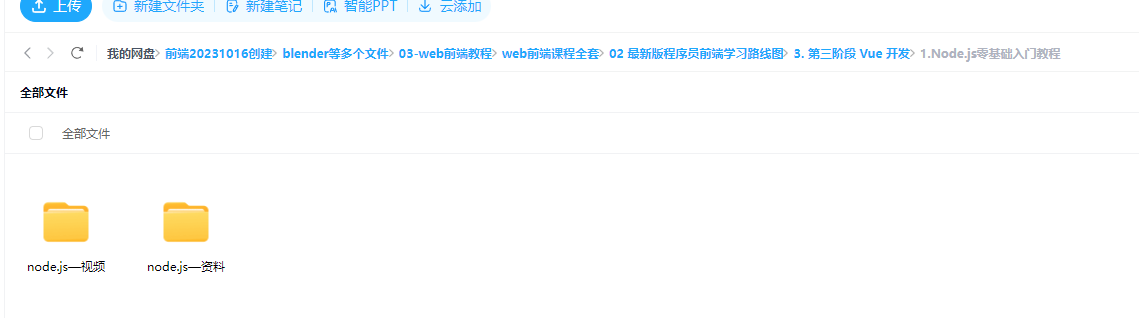 上传 新建文件夹 新建笔记 智能PPT 云添加
我的网盘 前端20231016创建 blender等多个文件 03-web前端教程 web前端课程全套 02 最新版程序员前端学习路线图 3. 第三阶段 Vue 开发 1.Node.js零基础入门教程
全部文件
全部文件
node.js—视频 node.js—资料